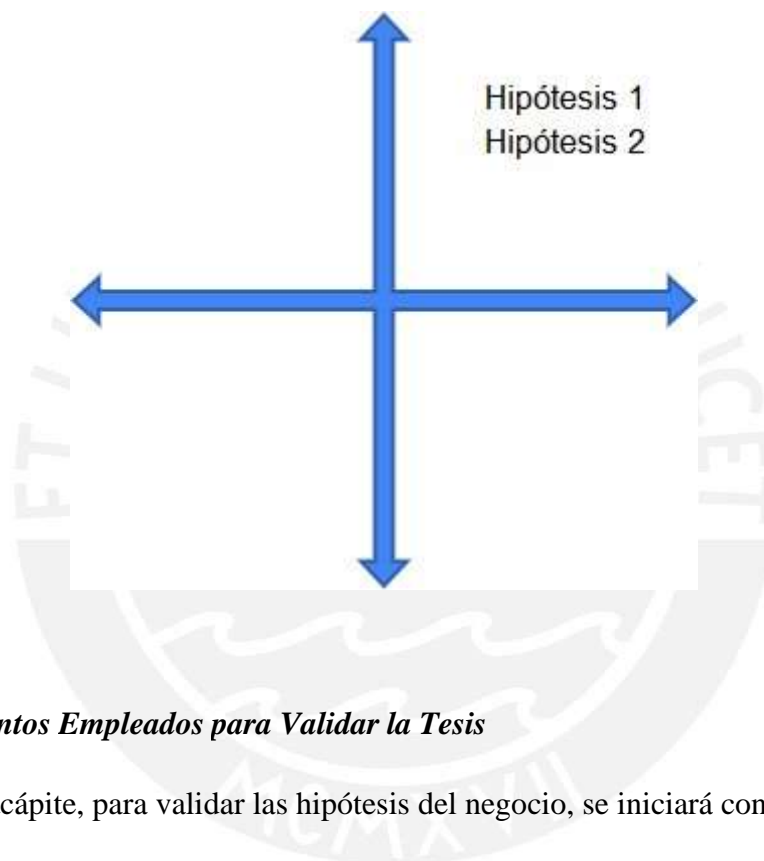 Hipótesis 1
Hipótesis 2
ntos Empleados para Validar la Tesis
cápite, para validar las hipótesis del negocio, se iniciará con
MCMXVII